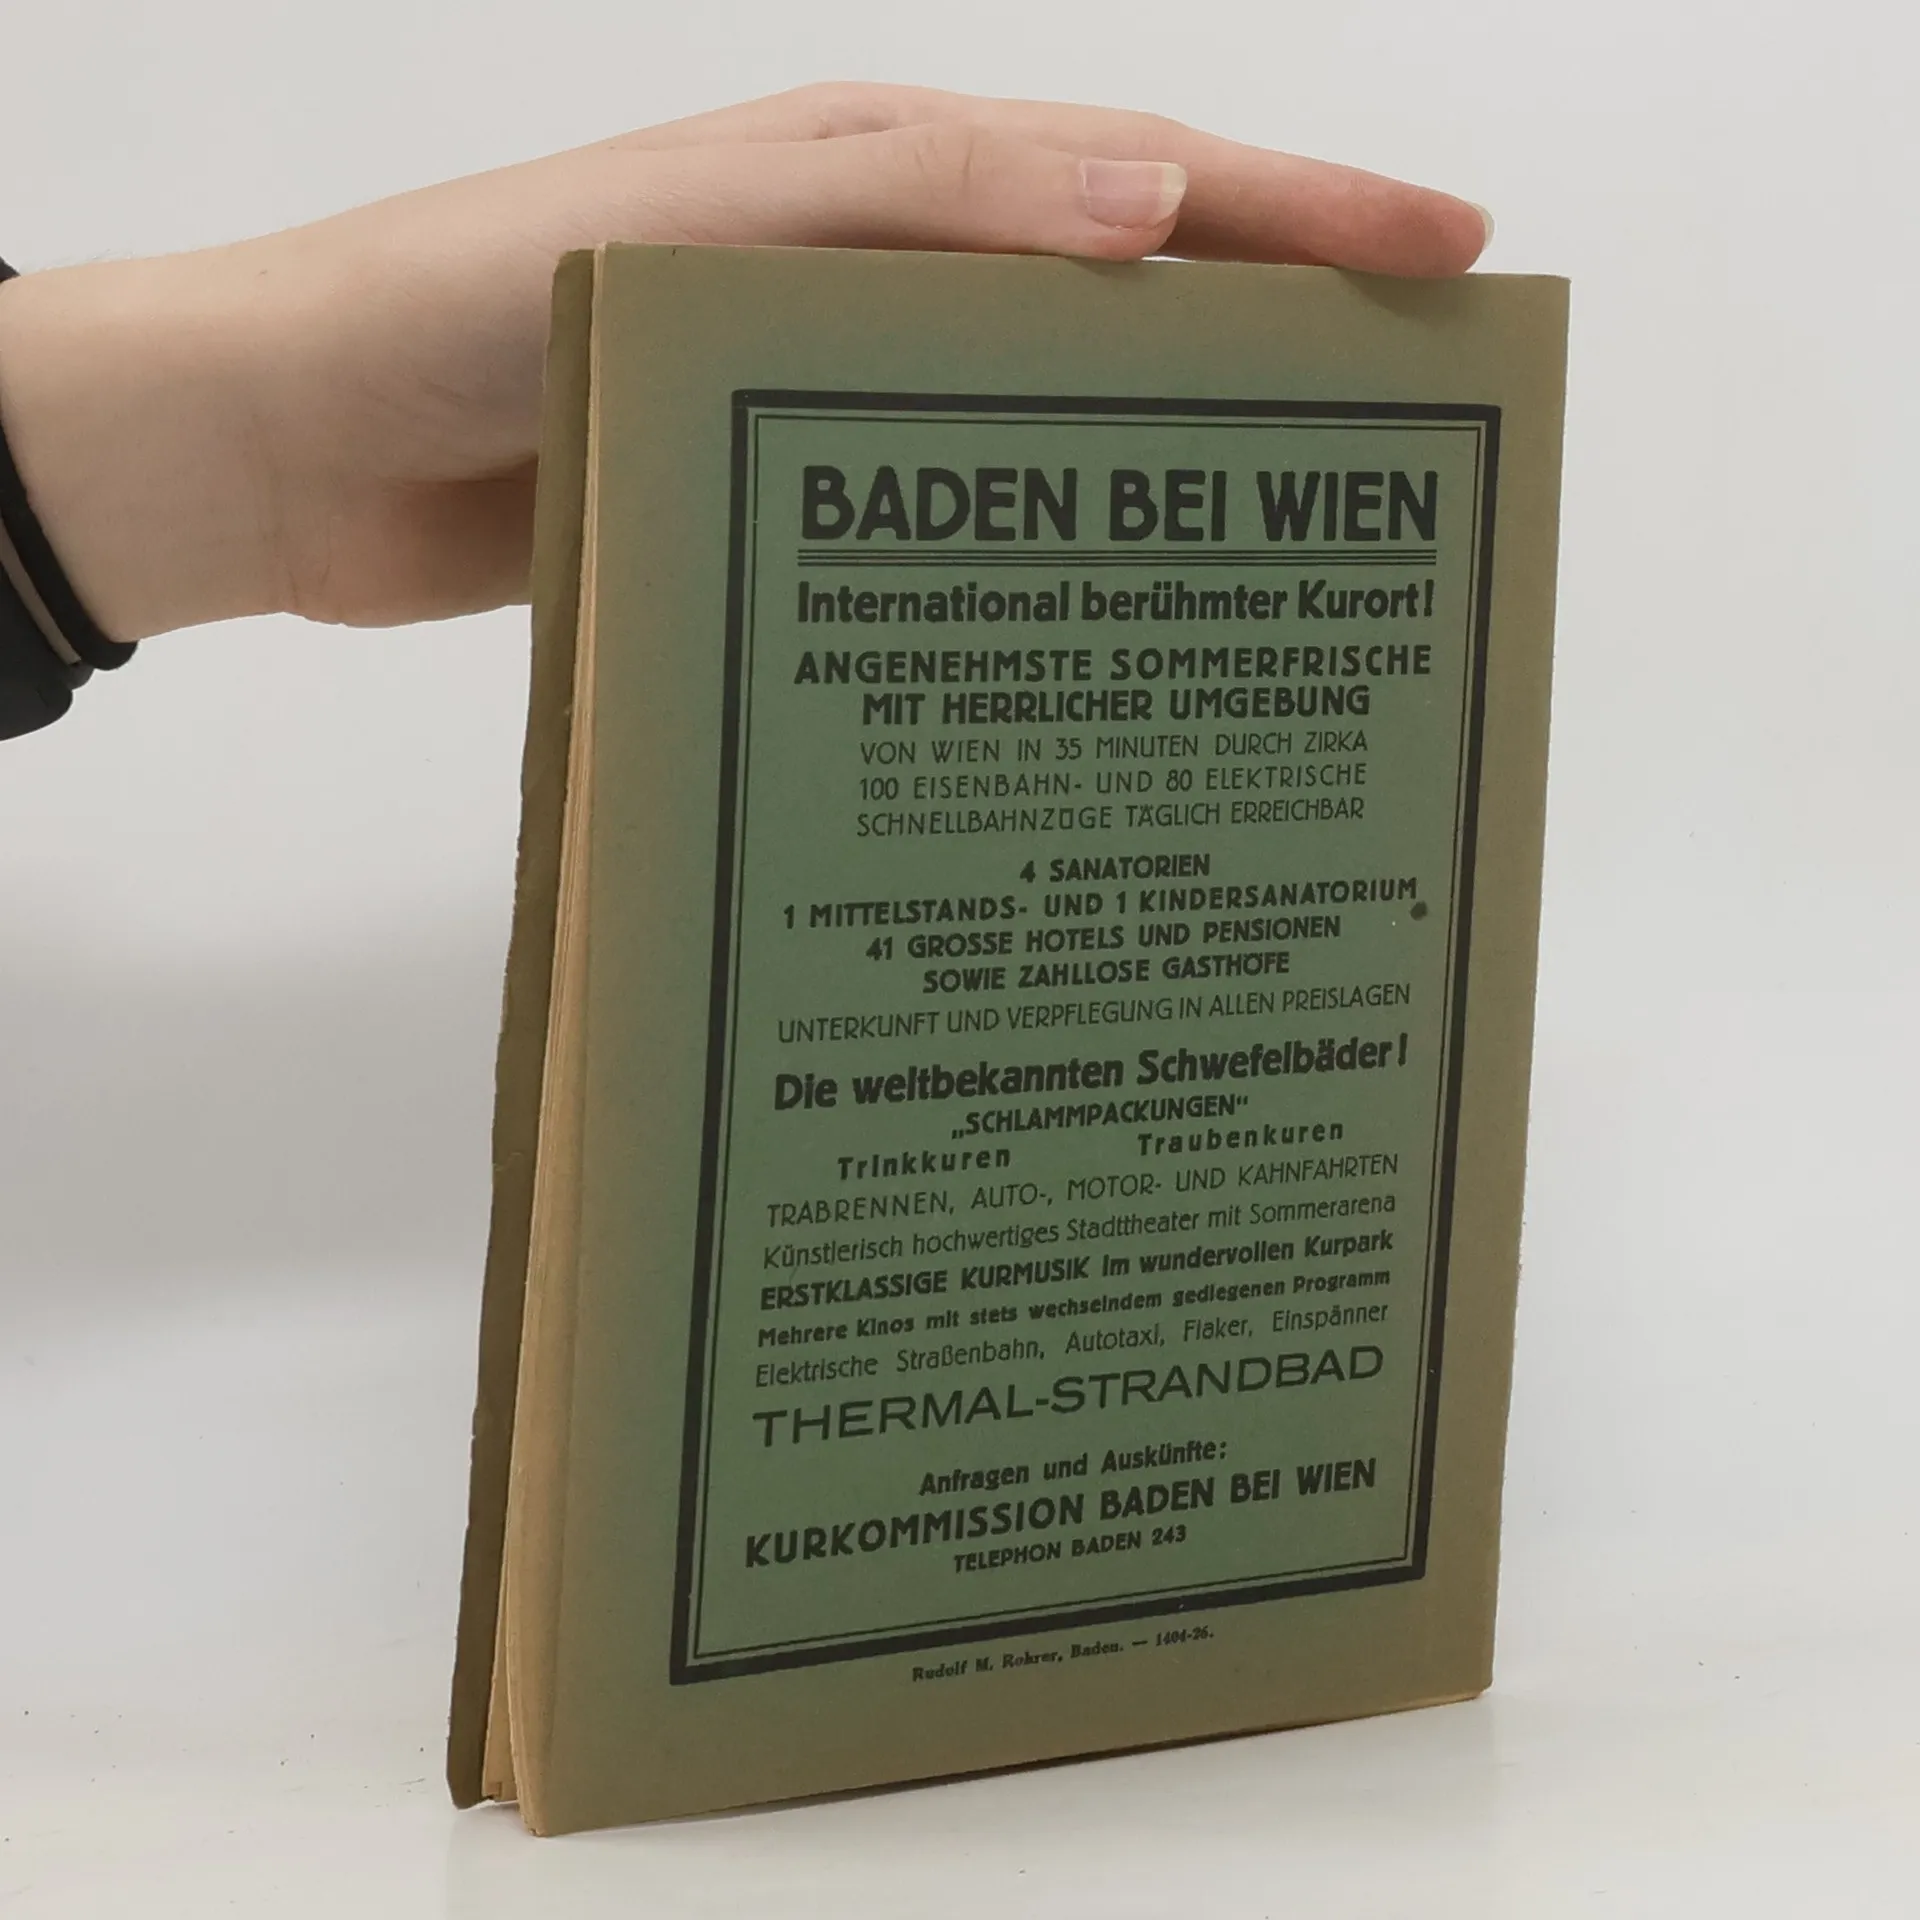 BADEN BEI WIEN
International berühmter Kurort!
ANGENEHMSTE SOMMERFRISCHE
MIT HERRLICHER UMGEBUNG
VON WIEN IN 35 MINUTEN DURCH ZIRKA
100 EISENBAHN- UND 80 ELEKTRISCHE
SCHNELLBAHNZÜGE TÄGLICH ERREICHBAR
4 SANATORIEN
1 MITTELSTANDS- UND 1 KINDERSANATORIUM
41 GROSSE HOTELS UND PENSIONEN
SOWIE ZAHLLOSE GASTHÖFE
UNTERKUNFT UND VERPFLEGUNG IN ALLEN PREISLAGEN
Die weltbekannten Schwefelbäder!
„SCHLAMMPACKUNGEN“
Trinkkuren Traubenkuren
TRABRENNEN, AUTO-, MOTOR- UND KAHNFAHRTEN
Künstlerisch hochwertiges Stadttheater mit Sommerarena
ERSTKLASSIGE KURMUSIK im wundervollen Kurpark
Mehrere Kinos mit stets wechselndem gediegenen Programm
Elektrische Straßenbahn, Autotaxi, Fiaker, Einspänner
THERMAL-STRANDBAD
Anfragen und Auskünfte:
KURKOMMISSION BADEN BEI WIEN
TELEPHON BADEN 243
Rudolf M. Rohrer, Baden. — 1404-26.